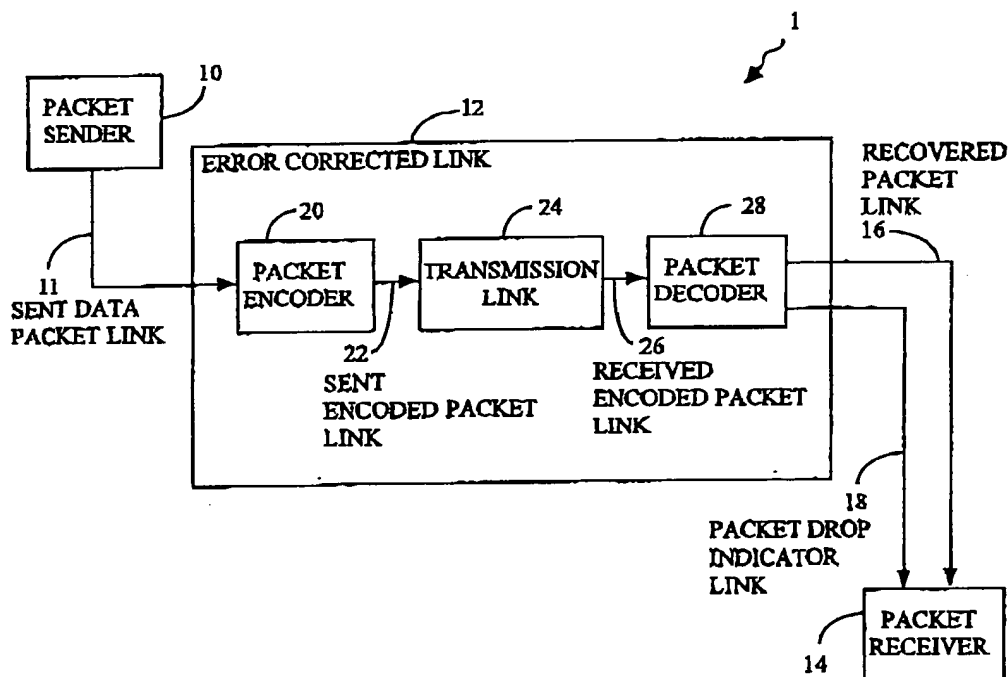 1
10
PACKET
SENDER
12
ERROR CORRECTED LINK
RECOVERED
PACKET
LINK
16
20
PACKET
ENCODER
24
TRANSMISSION
LINK
28
PACKET
DECODER
11
SENT DATA
PACKET LINK
22
SENT
ENCODED PACKET
LINK
26
RECEIVED
ENCODED PACKET
LINK
18
PACKET DROP
INDICATOR
LINK
14
PACKET
RECEIVER